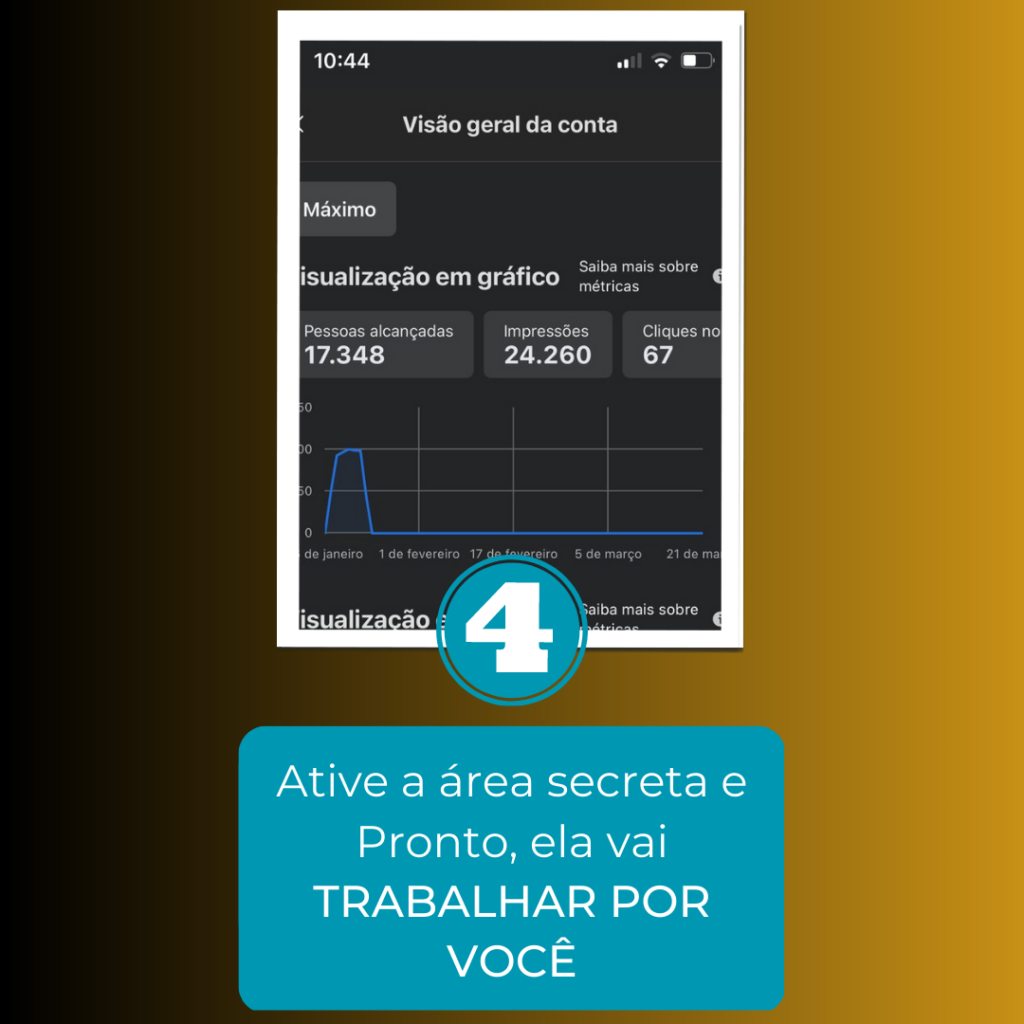 10:44
Visão geral da conta
Máximo
isualização em gráfico
Saiba mais sobre
métricas
Pessoas alcançadas
17.348
Impressões
24.260
Cliques no
67
50
00
50
0
de janeiro 1 de fevereiro 17 de fevereiro 5 de março 21 de ma
isualização e
Saiba mais sobre
métricas
4
Ative a área secreta e
Pronto, ela vai
TRABALHAR POR
VOCÊ